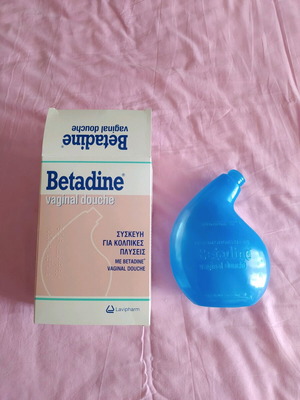 Betadine
vaginal douche
Betadine®
vaginal douche
ΣΥΣΚΕΥΗ
ΓΙΑ ΚΟΛΠΙΚΕΣ
ΠΛΥΣΕΙΣ
ΜΕ BETADINE®
VAGINAL DOUCHE
Lavipharm
Betadine
vaginal douche